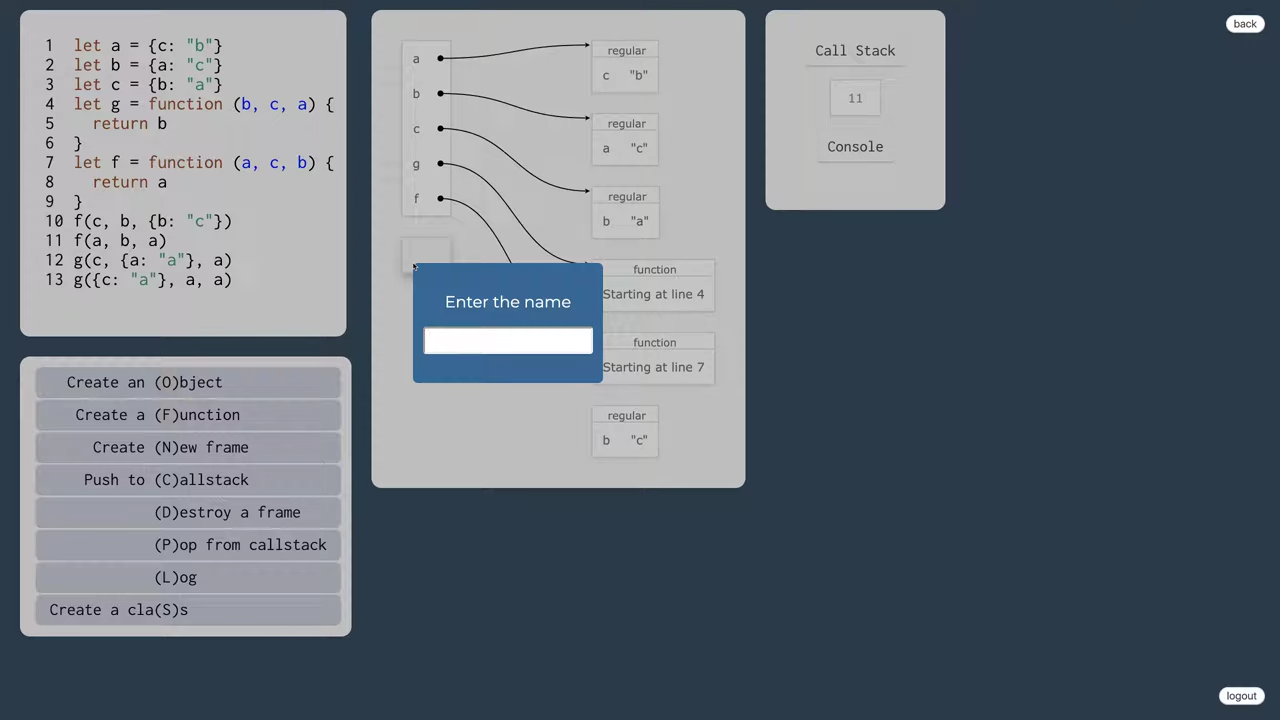 1 let a = {c: "b"}
2 let b = {a: "c"}
3 let c = {b: "a"}
4 let g = function (b, c, a) {
5 return b
6 }
7 let f = function (a, c, b) {
8 return a
9 }
10 f(c, b, {b: "c"})
11 f(a, b, a)
12 g(c, {a: "a"}, a)
13 g({c: "a"}, a, a)
Create an (O)bject
Create a (F)unction
Create (N)ew frame
Push to (C)allstack
(D)estroy a frame
(P)op from callstack
(L)og
Create a cla(S)s
a
b
c
g
f
regular
c "b"
regular
a "c"
regular
b "a"
function
Starting at line 4
function
Starting at line 7
regular
b "c"
Enter the name
Call Stack
11
Console
back
logout